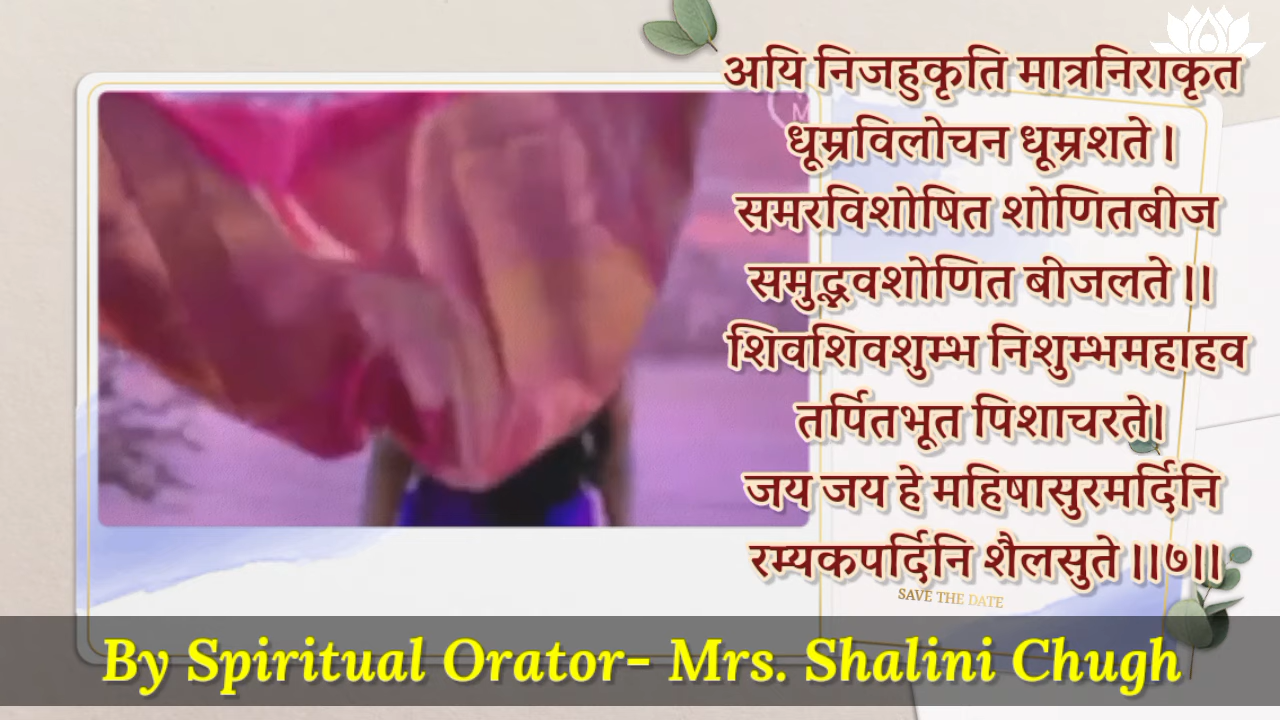 अयि निजहुकृति मात्रनिराकृत
धूम्रविलोचन धूम्रशते ।
समरविशोषित शोणितबीज
समुद्भवशोणित बीजलते ।।
शिवशिवशुम्भ निशुम्भमहाहव
तर्पितभूत पिशाचरते।
जय जय हे महिषासुरमर्दिनि
रम्यकपर्दिनि शैलसुते ।।७।।
SAVE THE DATE
By Spiritual Orator- Mrs. Shalini Chugh